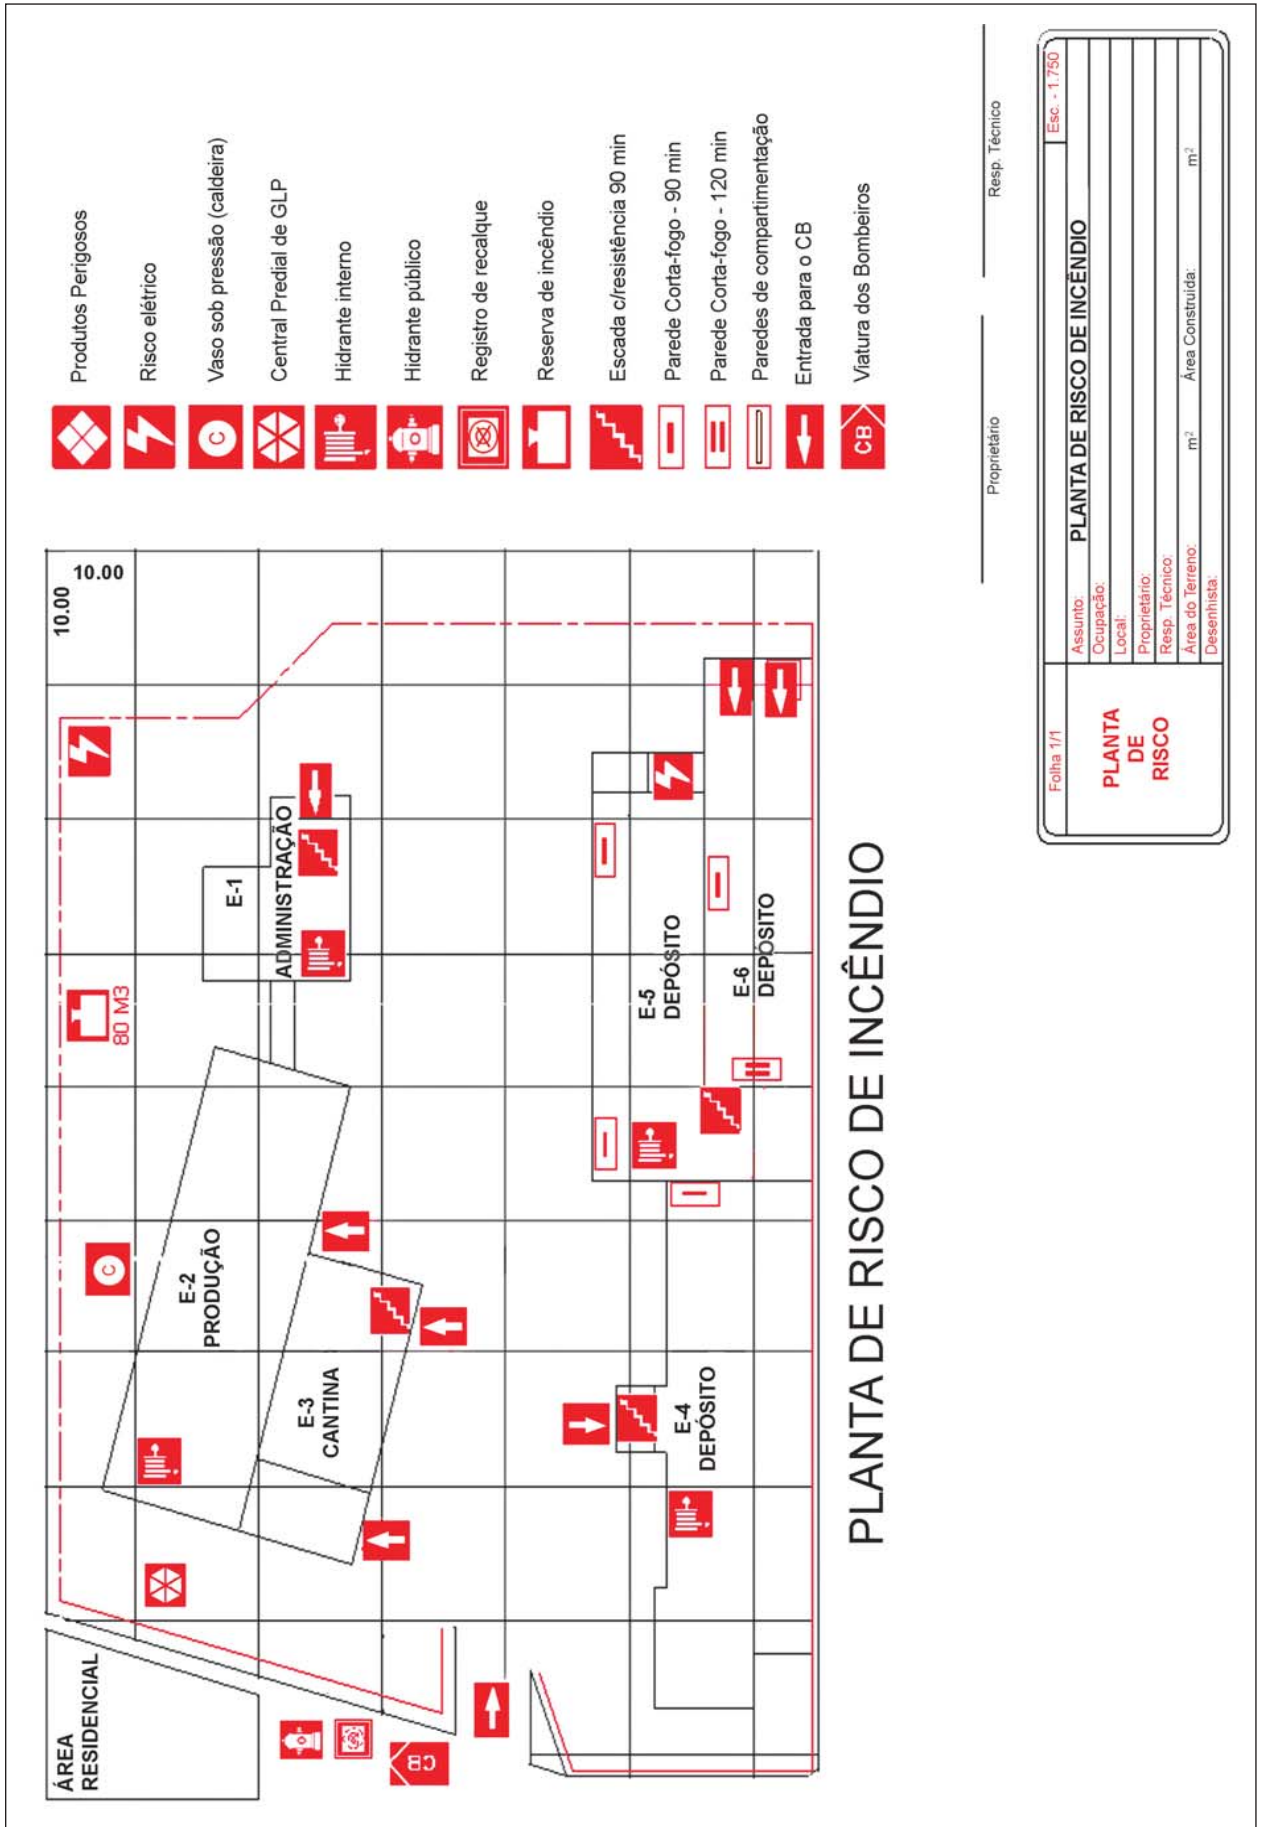 10.00
10.00
ÁREA
RESIDENCIAL
80 M3
C
E-1
ADMINISTRAÇÃO
E-2
PRODUÇÃO
E-3
CANTINA
E-4
DEPÓSITO
E-5
DEPÓSITO
E-6
DEPÓSITO
CB
PLANTA DE RISCO DE INCÊNDIO
Produtos Perigosos
Risco elétrico
C
Vaso sob pressão (caldeira)
Central Predial de GLP
Hidrante interno
Hidrante público
Registro de recalque
Reserva de incêndio
Escada c/resistência 90 min
Parede Corta-fogo - 90 min
Parede Corta-fogo - 120 min
Paredes de compartimentação
Entrada para o CB
CB
Viatura dos Bombeiros
Proprietário
Resp. Técnico
Folha 1/1
Esc. - 1.750
PLANTA
DE
RISCO
Assunto: PLANTA DE RISCO DE INCÊNDIO
Ocupação:
Local:
Proprietário:
Resp. Técnico:
Área do Terreno: m² Área Construida: m²
Desenhista: